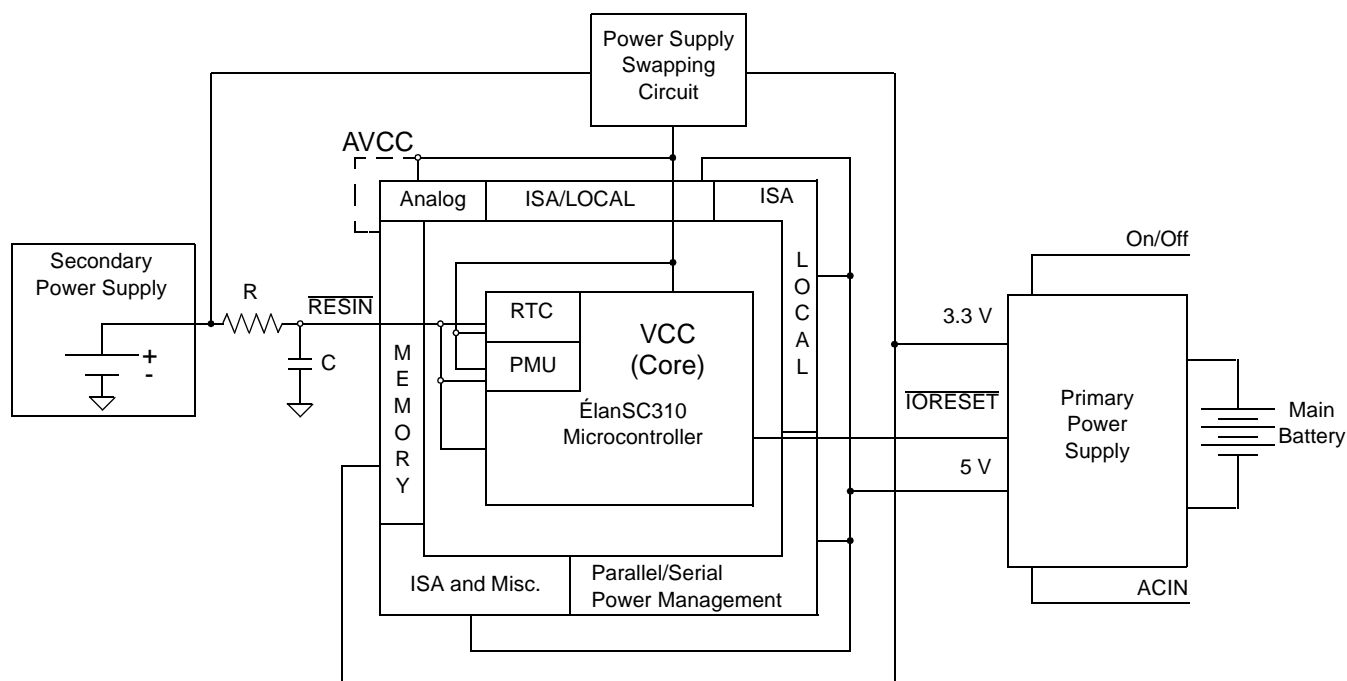 Power Supply
Swapping
Circuit
AVCC
Analog
ISA/LOCAL
ISA
On/Off
Secondary
Power Supply
LOCAL
R
RESIN
RTC
3.3 V
VCC
(Core)
+
-
C
MEMORY
PMU
IORESET
Primary
Power
Supply
Main
Battery
ÉlanSC310
Microcontroller
5 V
ISA and Misc.
Parallel/Serial
Power Management
ACIN